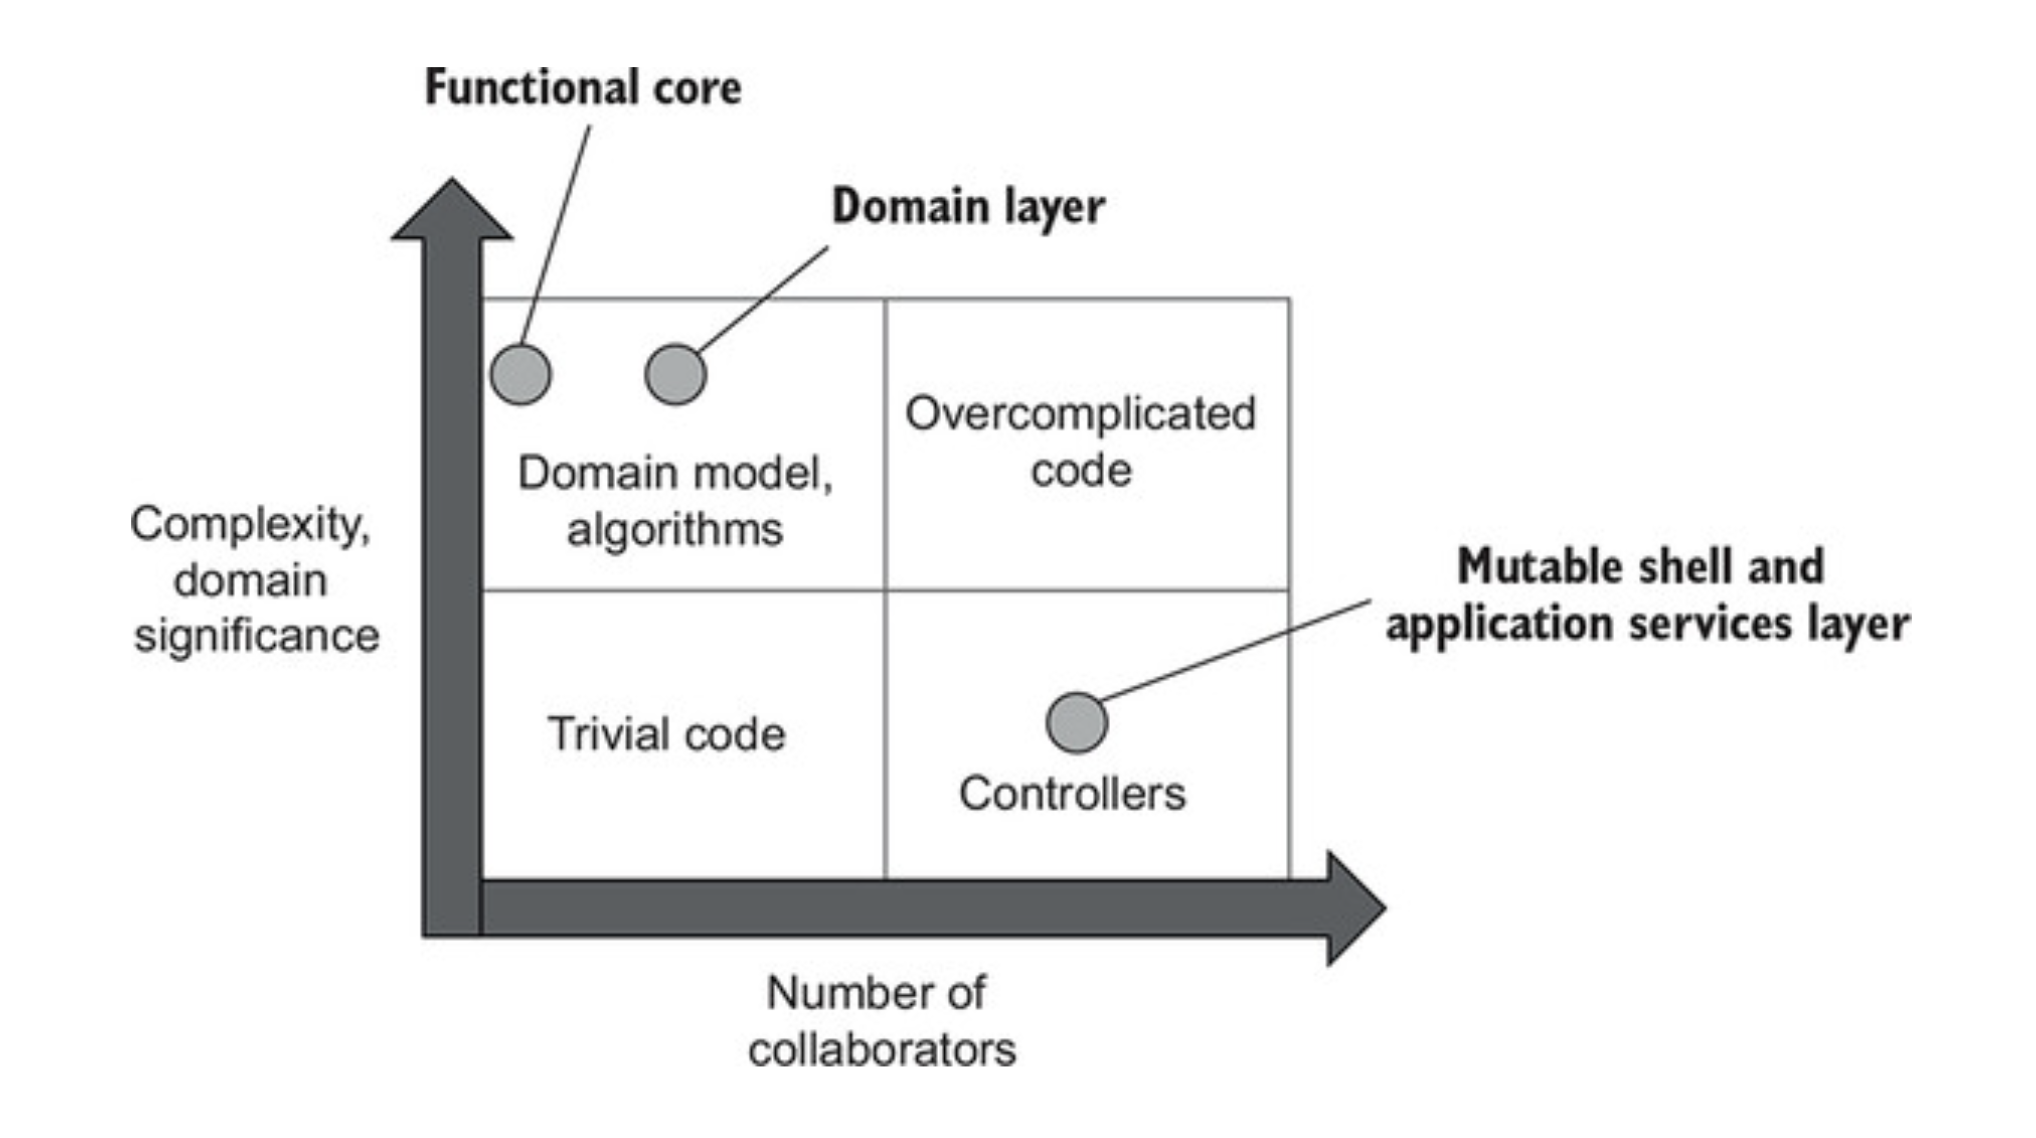 Functional core
Domain layer
Domain model,
algorithms
Overcomplicated
code
Complexity,
domain
significance
Mutable shell and
application services layer
Trivial code
Controllers
Number of
collaborators